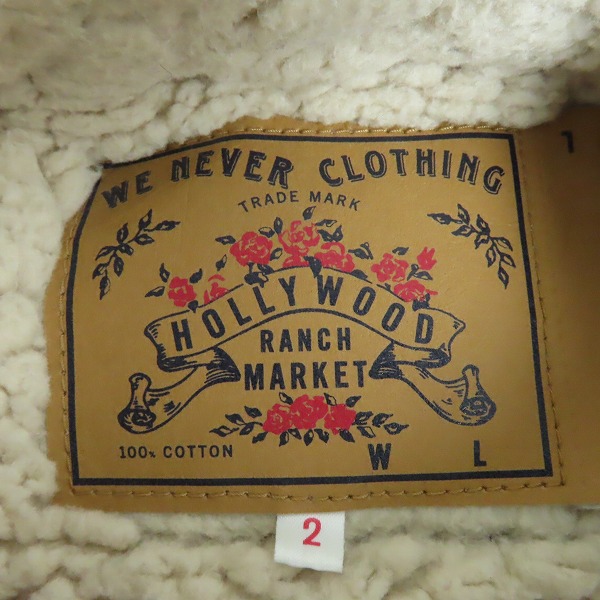 WE NEVER CLOTHING
TRADE MARK
HOLLYWOOD
RANCH
MARKET
100% COTTON
W
L
2